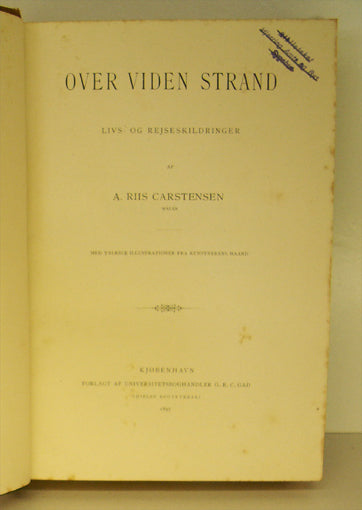 OVER VIDEN STRAND
LIVS- OG REJSESKILDRINGER
AF
A. RIIS CARSTENSEN
MALER
MED TALRIGE ILLUSTRATIONER FRA KUNSTNERENS HAAND
KJØBENHAVN
FORLAGT AF UNIVERSITETSBOGHANDLER G. E. C. GAD